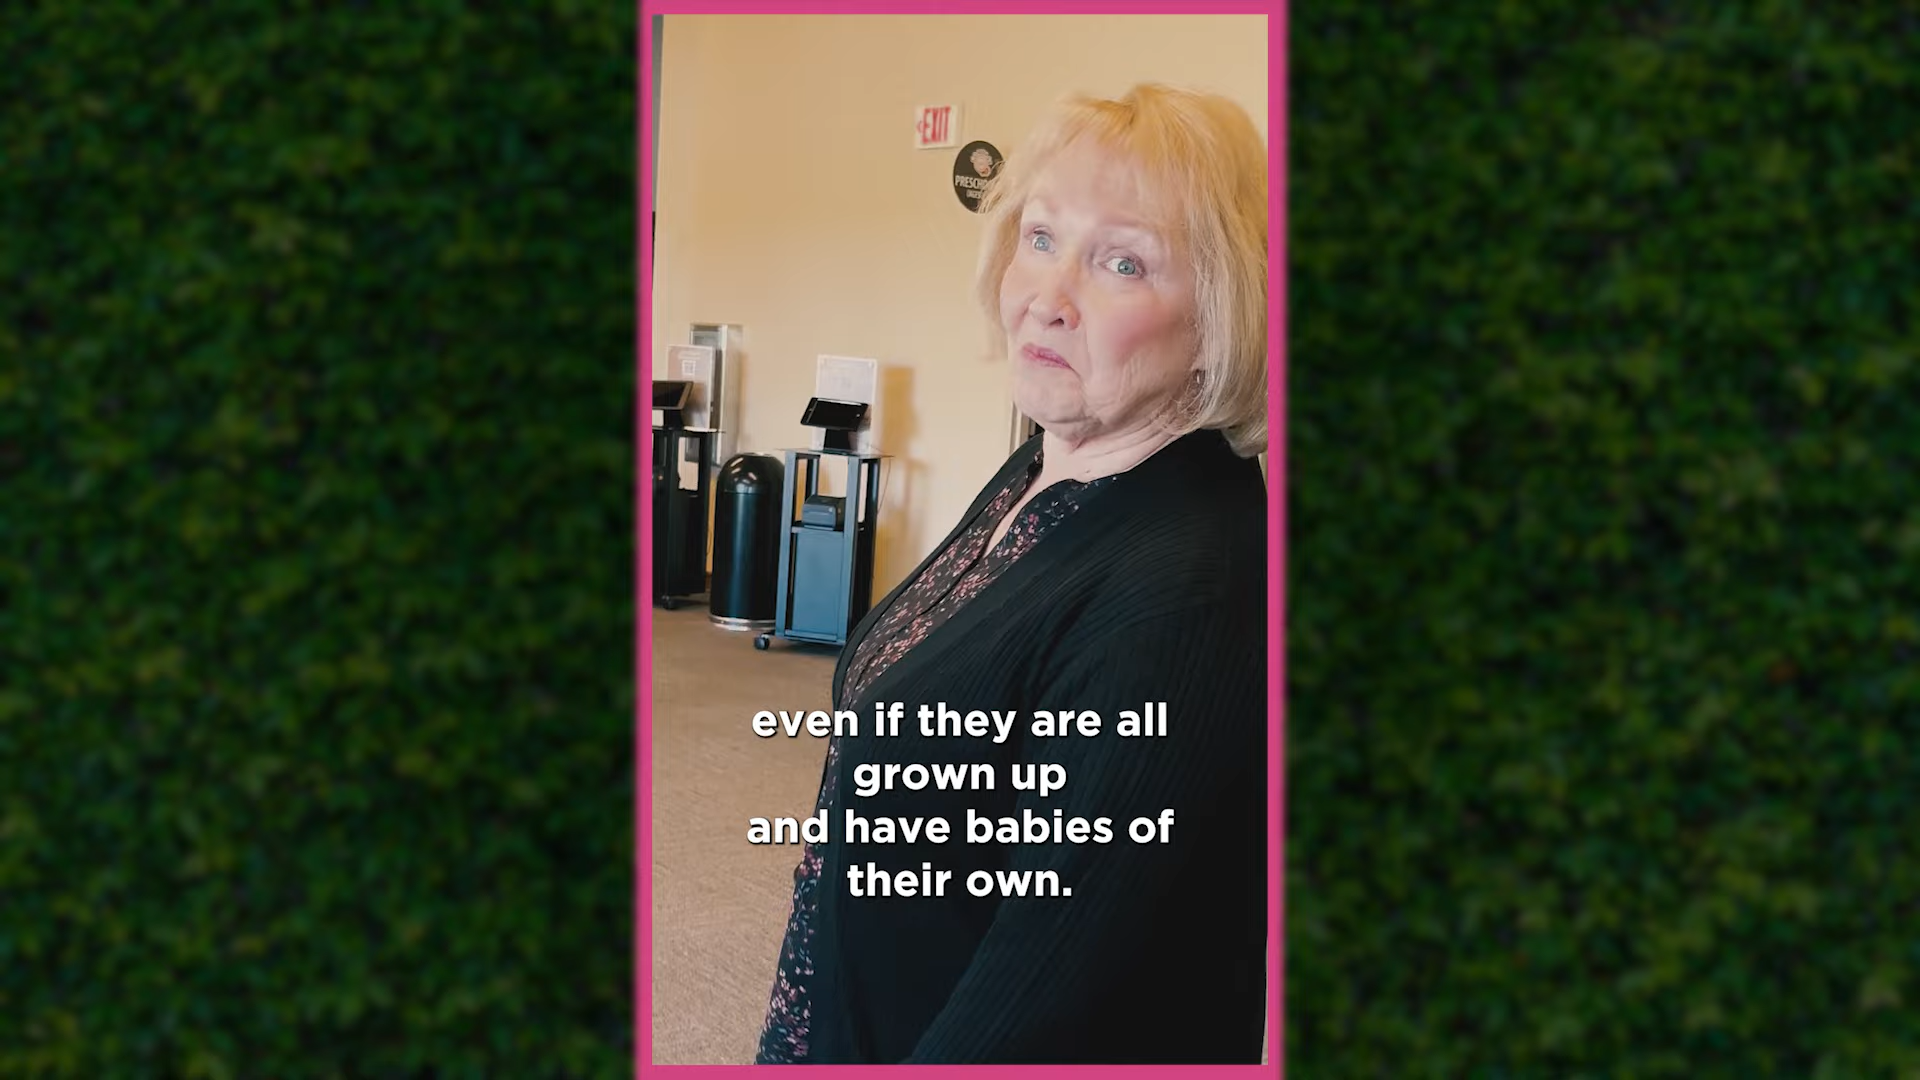 EXIT
even if they are all
grown up
and have babies of
their own.